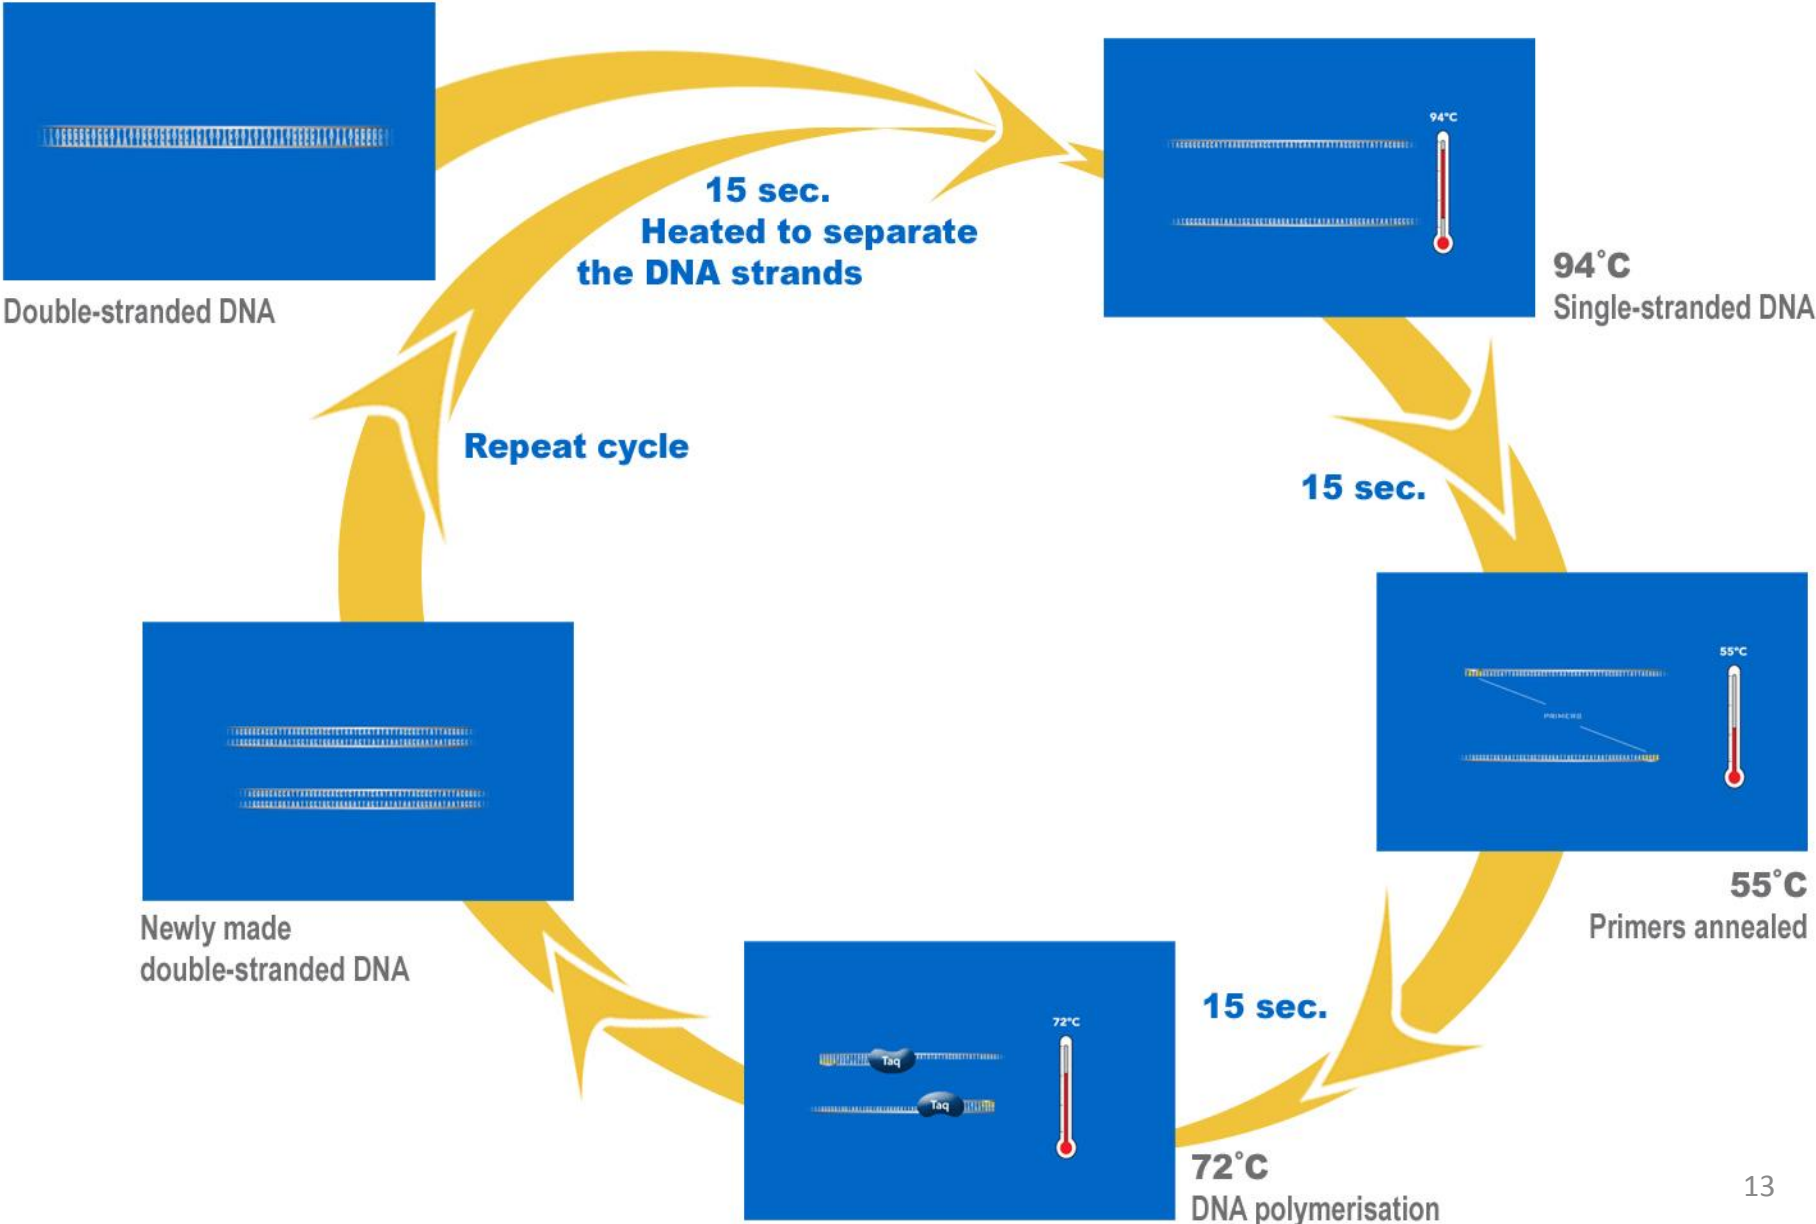 Double-stranded DNA
15 sec.
Heated to separate
the DNA strands
94°C
94°C
Single-stranded DNA
Repeat cycle
15 sec.
55°C
PRIMERS
55°C
Primers annealed
Newly made
double-stranded DNA
15 sec.
72°C
Taq
Taq
72°C
DNA polymerisation
13